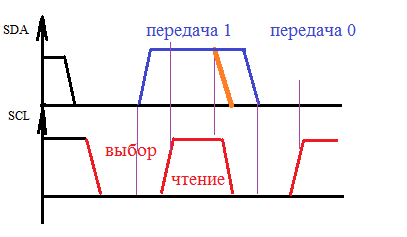 SDA
передача 1
передача 0
SCL
выбор
чтение